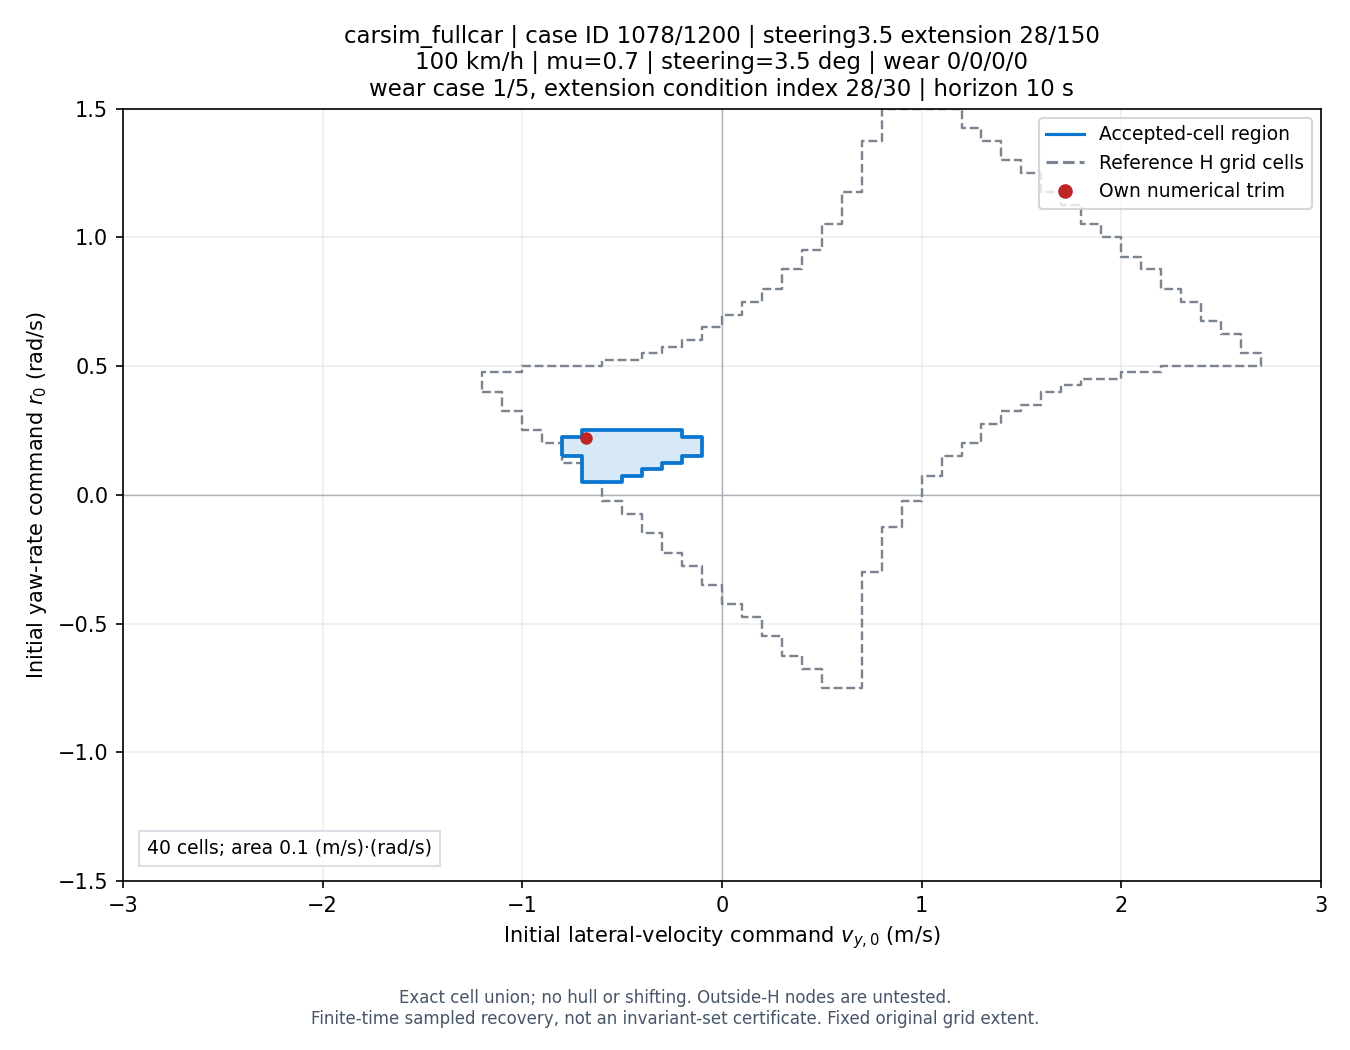 carsim_fullcar | case ID 1078/1200 | steering3.5 extension 28/150
100 km/h | mu=0.7 | steering=3.5 deg | wear 0/0/0/0
wear case 1/5, extension condition index 28/30 | horizon 10 s
Accepted-cell region
Reference H grid cells
Own numerical trim
1.5
1.0
0.5
0.0
−0.5
−1.0
−1.5
Initial yaw-rate command r₀ (rad/s)
40 cells; area 0.1 (m/s)·(rad/s)
−3
−2
−1
0
1
2
3
Initial lateral-velocity command v_{y,0} (m/s)
Exact cell union; no hull or shifting. Outside-H nodes are untested.
Finite-time sampled recovery, not an invariant-set certificate. Fixed original grid extent.